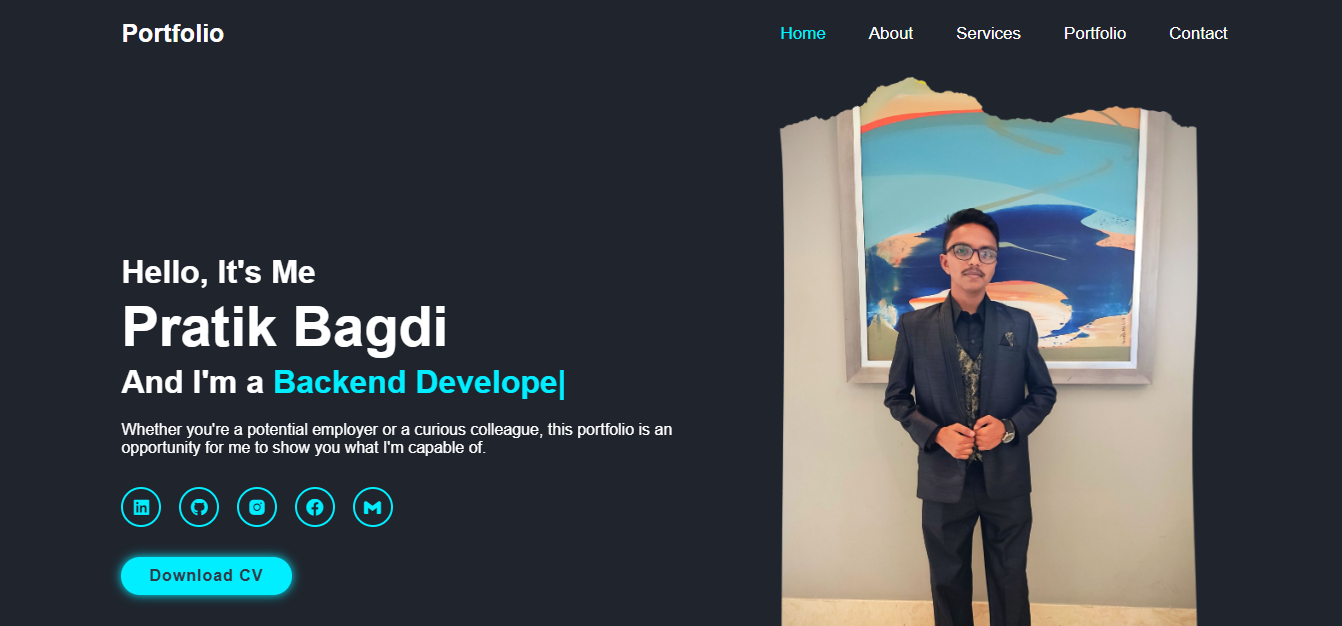 Portfolio
Home About Services Portfolio Contact
Hello, It's Me
Pratik Bagdi
And I'm a Backend Develope|
Whether you're a potential employer or a curious colleague, this portfolio is an
opportunity for me to show you what I'm capable of.
Download CV